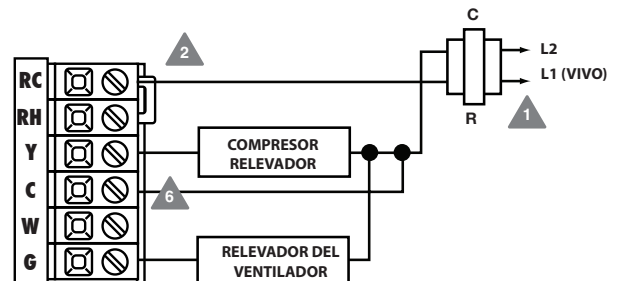 C
L2
2
L1 (VIVO)
RC
1
R
RH
COMPRESOR
RELEVADOR
Y
C
6
W
RELEVADOR DEL
VENTILADOR
G